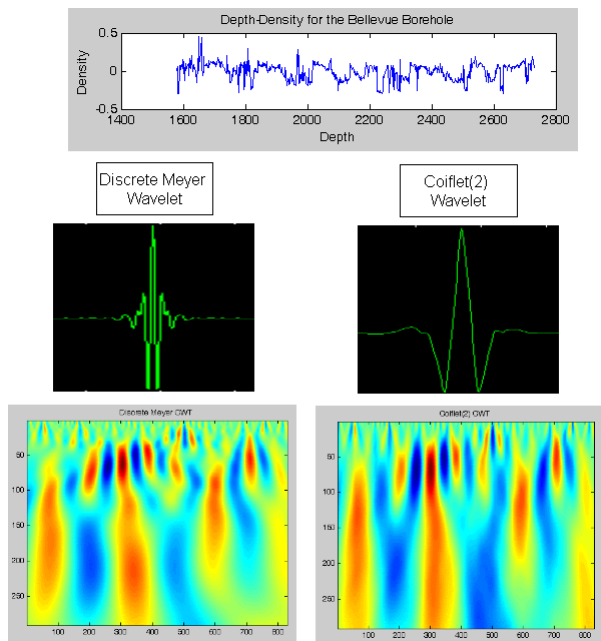 Depth-Density for the Bellevue Borehole
0.5
0
-0.5
Density
1400 1600 1800 2000 2200 2400 2600 2800
Depth
Discrete Meyer
Wavelet
Coiflet(2)
Wavelet
Discrete Meyer CWT
50
100
150
200
250
100 200 300 400 500 600 700 800
Coiflet(2) CWT
50
100
150
200
250
100 200 300 400 500 600 700 800